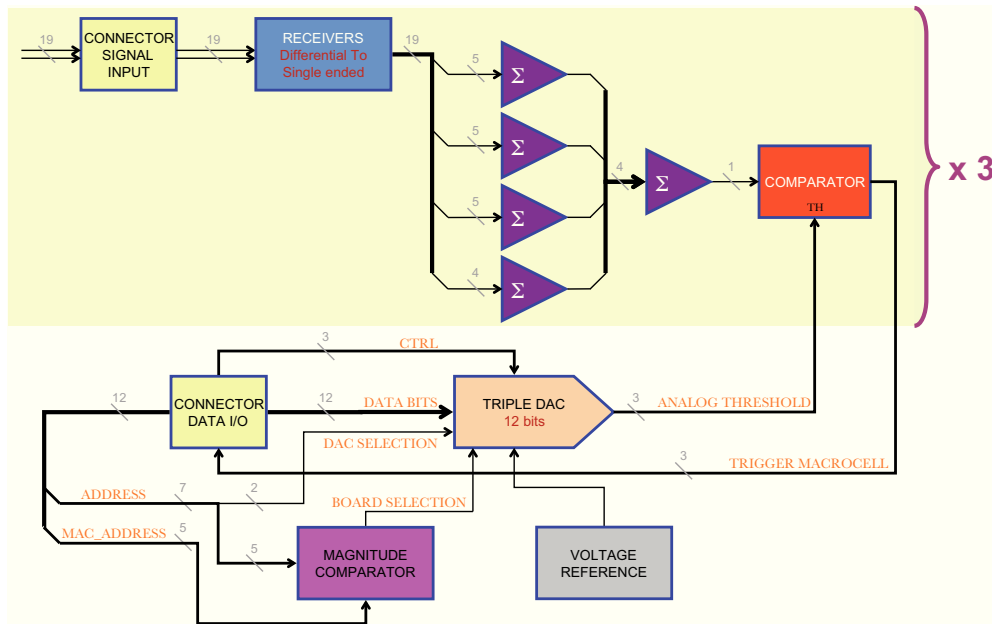 19
CONNECTOR
SIGNAL
INPUT
19
RECEIVERS
Differential To
Single ended
19
5
Σ
5
Σ
5
Σ
4
Σ
4
Σ
1
COMPARATOR
TH
x 3
3
CTRL
12
CONNECTOR
DATA I/O
12
DATA BITS
DAC SELECTION
TRIPLE DAC
12 bits
3
ANALOG THRESHOLD
3
TRIGGER MACROCELL
ADDRESS
7
2
BOARD SELECTION
MAC_ADDRESS
5
5
MAGNITUDE
COMPARATOR
VOLTAGE
REFERENCE